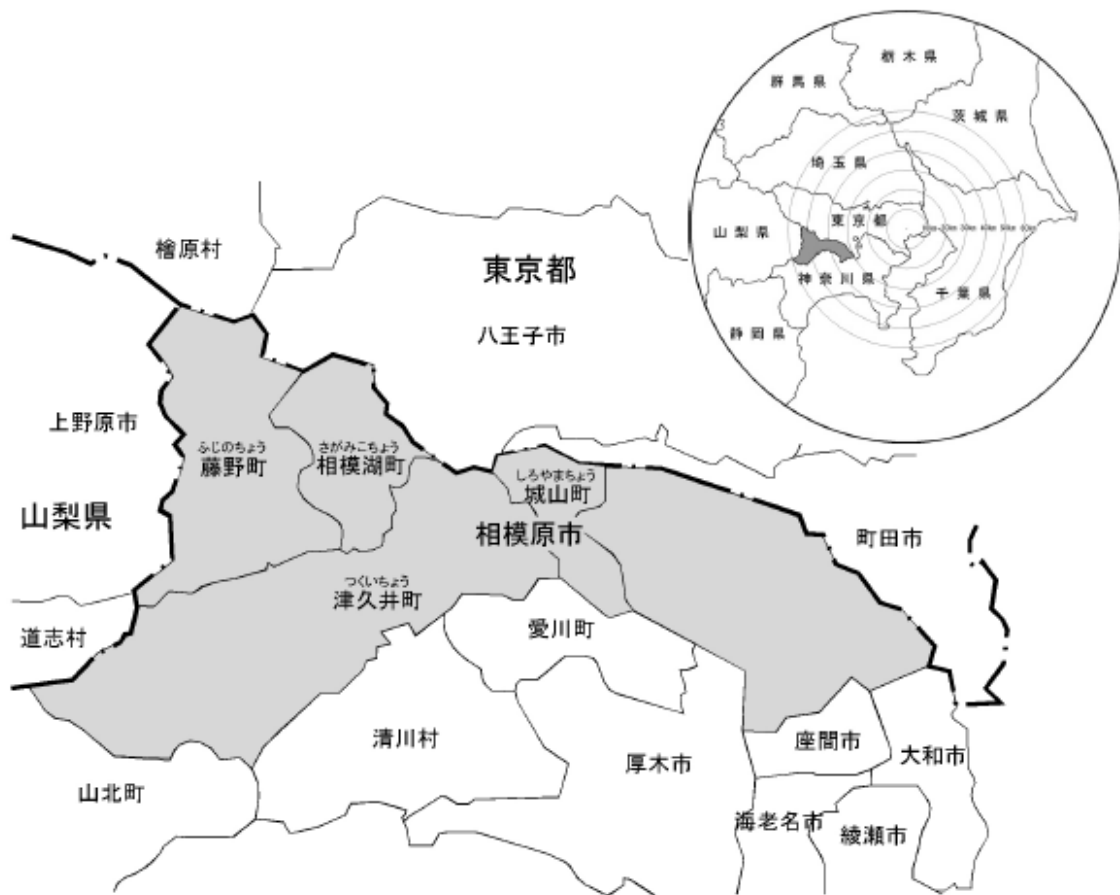 栃木県
群馬県
茨城県
埼玉県
東京都
山梨県
神奈川県
千葉県
静岡県
檜原村
東京都
八王子市
上野原市
ふじのちょう
藤野町
さがみこちょう
相模湖町
しろやまちょう
城山町
山梨県
相模原市
町田市
つくいちょう
津久井町
道志村
愛川町
清川村
厚木市
座間市
大和市
山北町
海老名市
綾瀬市